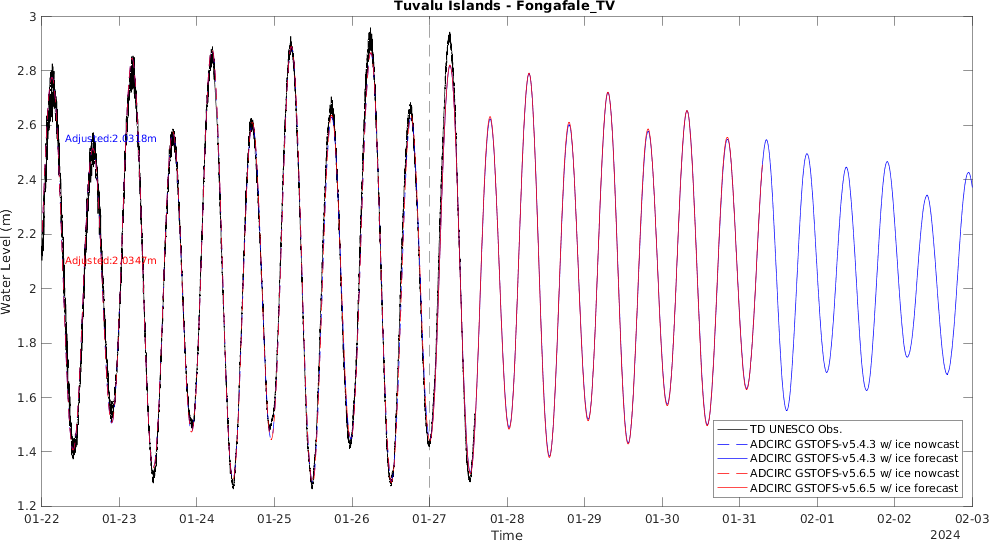 Tuvalu Islands - Fongafale_TV
3
2.8
2.6
2.4
2.2
2
1.8
1.6
1.4
1.2
Water Level (m)
Adjusted:2.0318m
Adjusted:2.0347m
TD UNESCO Obs.
ADCIRC GSTOFS-v5.4.3 w/ ice nowcast
ADCIRC GSTOFS-v5.4.3 w/ ice forecast
ADCIRC GSTOFS-v5.6.5 w/ ice nowcast
ADCIRC GSTOFS-v5.6.5 w/ ice forecast
01-22 01-23 01-24 01-25 01-26 01-27 01-28 01-29 01-30 01-31 02-01 02-02 02-03
Time
2024